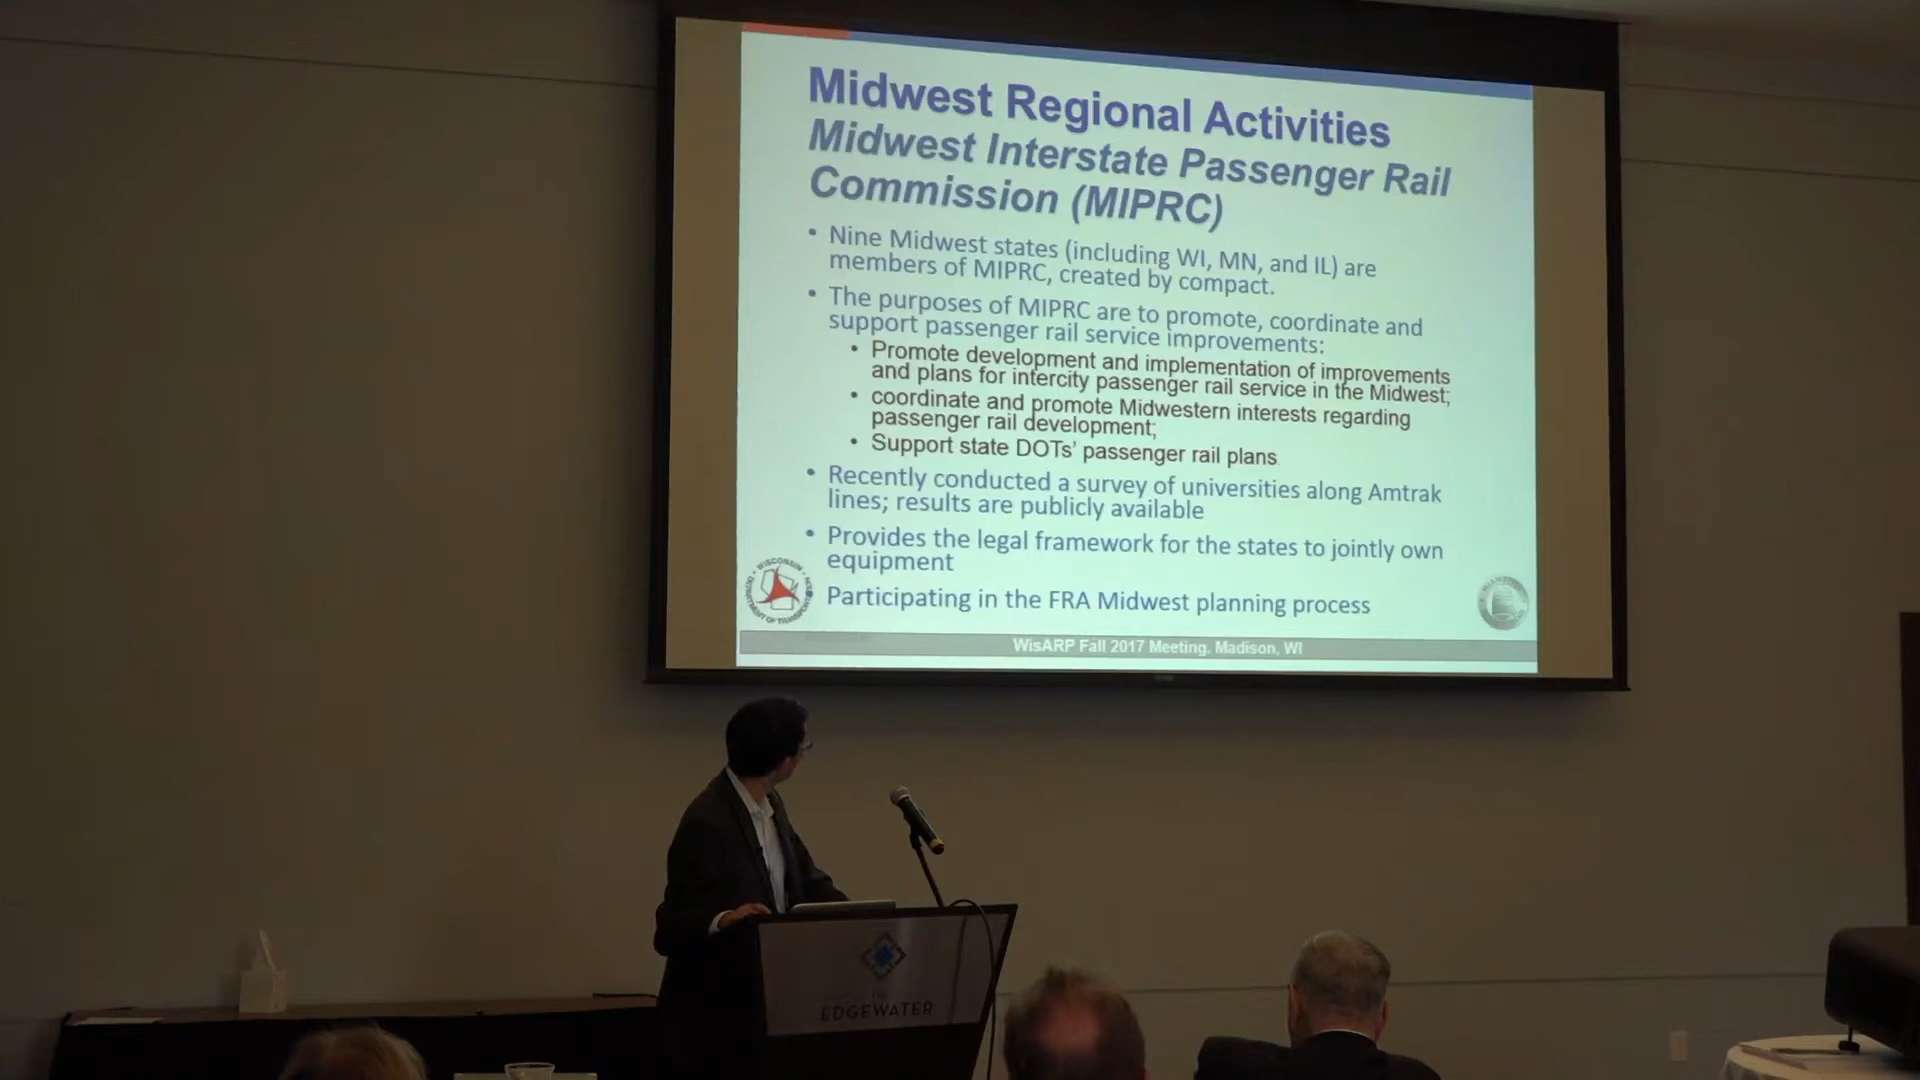 Midwest Regional Activities
Midwest Interstate Passenger Rail
Commission (MIPRC)
• Nine Midwest states (including WI, MN, and IL) are
members of MIPRC, created by compact.
• The purposes of MIPRC are to promote, coordinate and
support passenger rail service improvements:
• Promote development and implementation of improvements
and plans for intercity passenger rail service in the Midwest;
• coordinate and promote Midwestern interests regarding
passenger rail development;
• Support state DOTs' passenger rail plans.
• Recently conducted a survey of universities along Amtrak
lines; results are publicly available
• Provides the legal framework for the states to jointly own
equipment
• Participating in the FRA Midwest planning process
WISCONSIN
DEPARTMENT OF TRANSPORTATION
WisARP Fall 2017 Meeting. Madison, WI
THE
EDGEWATER